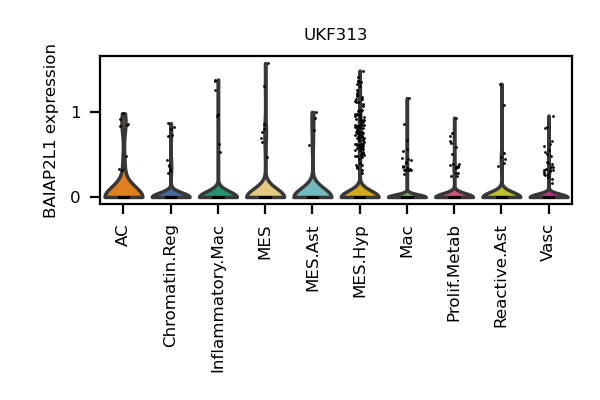 UKF313
BAIAP2L1 expression
1
0
AC
Chromatin.Reg
Inflammatory.Mac
MES
MES.Ast
MES.Hyp
Mac
Prolif.Metab
Reactive.Ast
Vasc